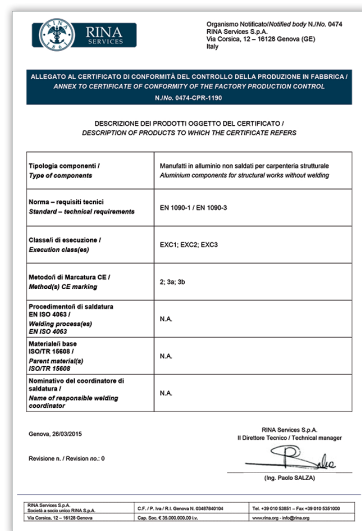 RINA
SERVICES
Organismo Notificato/Notified body N./No. 0474
RINA Services S.p.A.
Via Corsica, 12 – 16128 Genova (GE)
Italy
ALLEGATO AL CERTIFICATO DI CONFORMITÀ DEL CONTROLLO DELLA PRODUZIONE IN FABBRICA /
ANNEX TO CERTIFICATE OF CONFORMITY OF THE FACTORY PRODUCTION CONTROL
N./No. 0474-CPR-1190
DESCRIZIONE DEI PRODOTTI OGGETTO DEL CERTIFICATO /
DESCRIPTION OF PRODUCTS TO WHICH THE CERTIFICATE REFERS
Tipologia componenti /
Type of components
Manufatti in alluminio non saldati per carpenteria strutturale
Aluminium components for structural works without welding
Norma – requisiti tecnici
Standard – technical requirements
EN 1090-1 / EN 1090-3
Classe/i di esecuzione /
Execution class(es)
EXC1; EXC2; EXC3
Metodo/i di Marcatura CE /
Method(s) CE marking
2; 3a; 3b
Procedimento/i di saldatura
EN ISO 4063 /
Welding process(es)
EN ISO 4063
N.A.
Materiale/i base
ISO/TR 15608 /
Parent material(s)
ISO/TR 15608
N.A.
Nominativo del coordinatore di
saldatura /
Name of responsible welding
coordinator
N.A.
Genova, 26/03/2015
RINA Services S.p.A.
Il Direttore Tecnico / Technical manager
Revisione n. / Revision no.: 0
(Ing. Paolo SALZA)
RINA Services S.p.A.
Società a socio unico RINA S.p.A.
Via Corsica, 12 – 16128 Genova
C.F. / P. Iva / R.I. Genova N. 03487840104
Cap. Soc. € 35.000.000,00 i.v.
Tel. +39 010 53851 – Fax +39 010 5351000
www.rina.org - info@rina.org